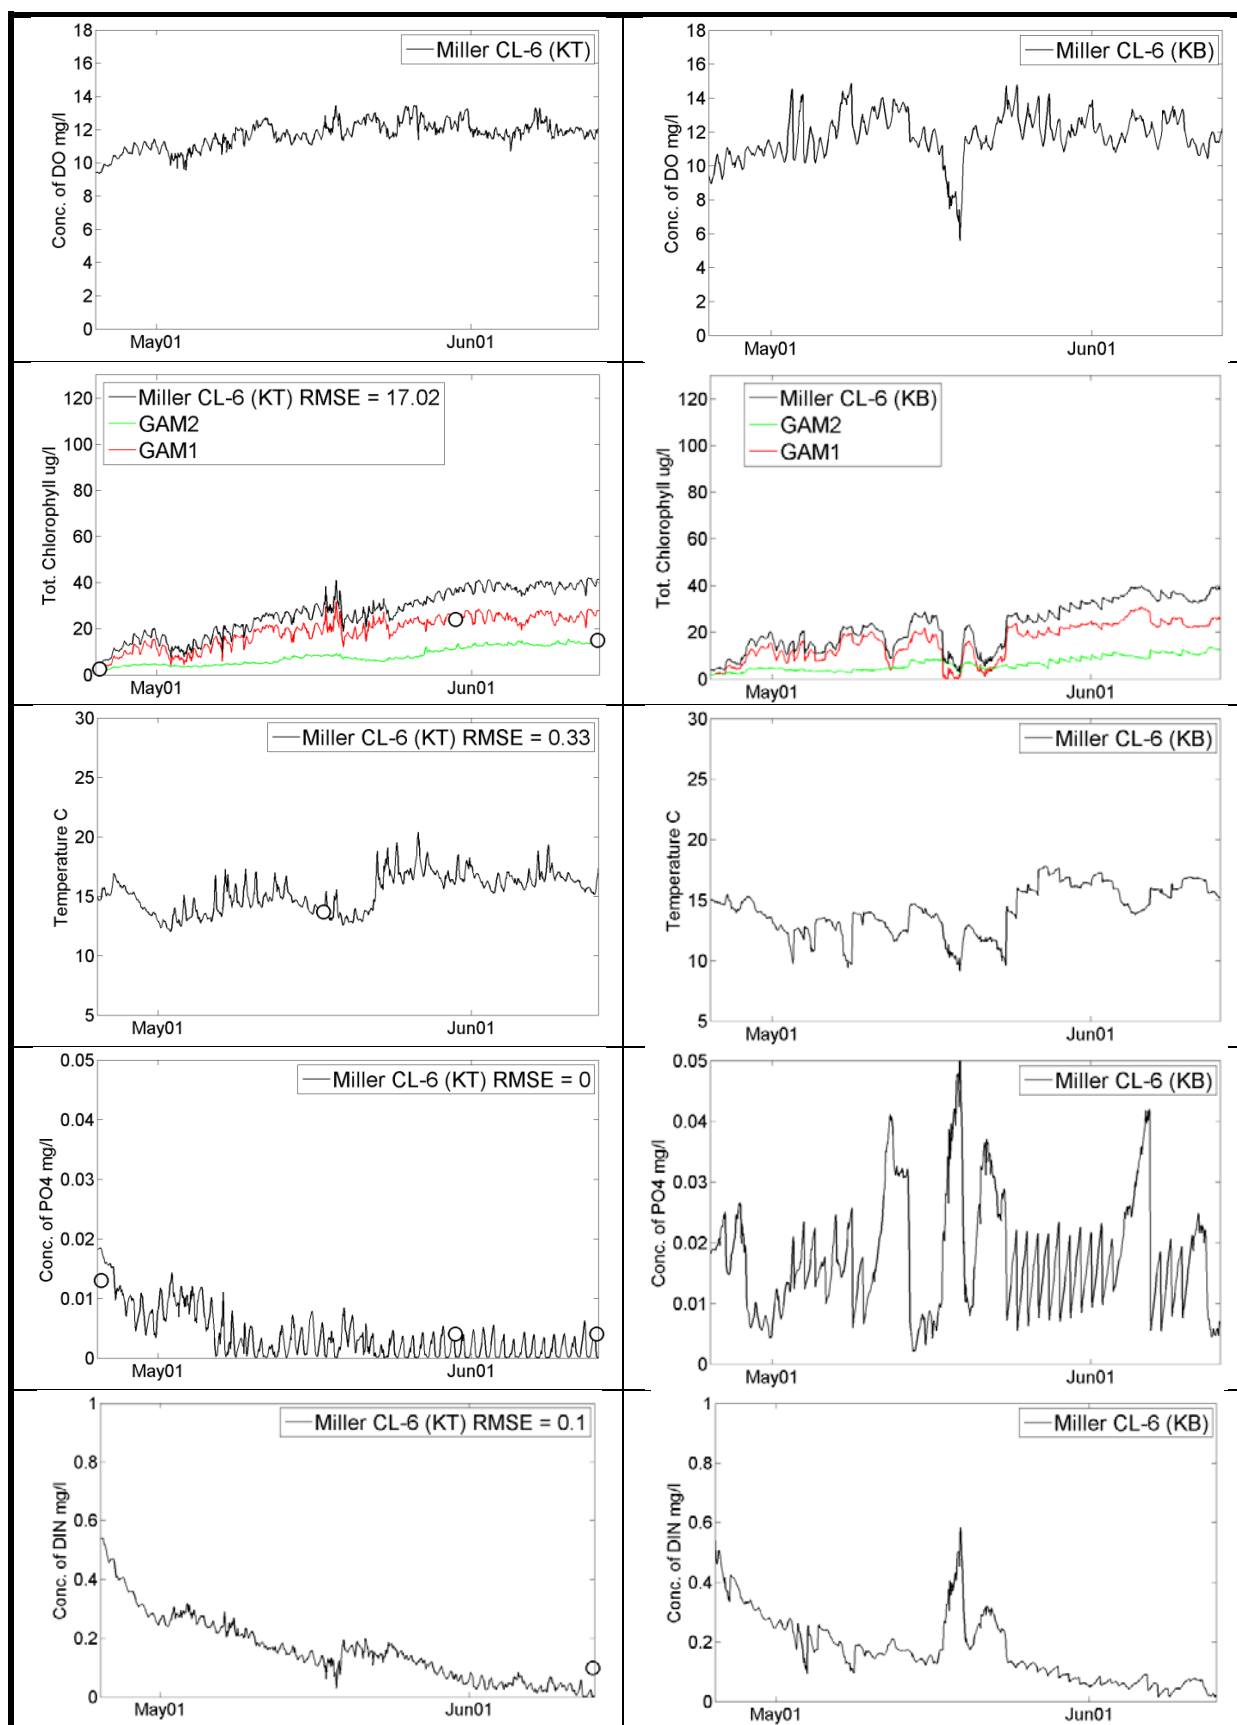 18
16
14
12
10
8
6
4
2
0
Conc. of DO mg/l
Miller CL-6 (KT)
May01
Jun01
18
16
14
12
10
8
6
4
2
0
Conc. of DO mg/l
Miller CL-6 (KB)
May01
Jun01
120
100
80
60
40
20
0
Tot. Chlorophyll ug/l
Miller CL-6 (KT) RMSE = 17.02
GAM2
GAM1
May01
Jun01
120
100
80
60
40
20
0
Tot. Chlorophyll ug/l
Miller CL-6 (KB)
GAM2
GAM1
May01
Jun01
30
25
20
15
10
5
Temperature C
Miller CL-6 (KT) RMSE = 0.33
May01
Jun01
30
25
20
15
10
5
Temperature C
Miller CL-6 (KB)
May01
Jun01
0.05
0.04
0.03
0.02
0.01
0
Conc. of PO4 mg/l
Miller CL-6 (KT) RMSE = 0
May01
Jun01
0.05
0.04
0.03
0.02
0.01
0
Conc. of PO4 mg/l
Miller CL-6 (KB)
May01
Jun01
1
0.8
0.6
0.4
0.2
0
Conc. of DIN mg/l
Miller CL-6 (KT) RMSE = 0.1
May01
Jun01
1
0.8
0.6
0.4
0.2
0
Conc. of DIN mg/l
Miller CL-6 (KB)
May01
Jun01